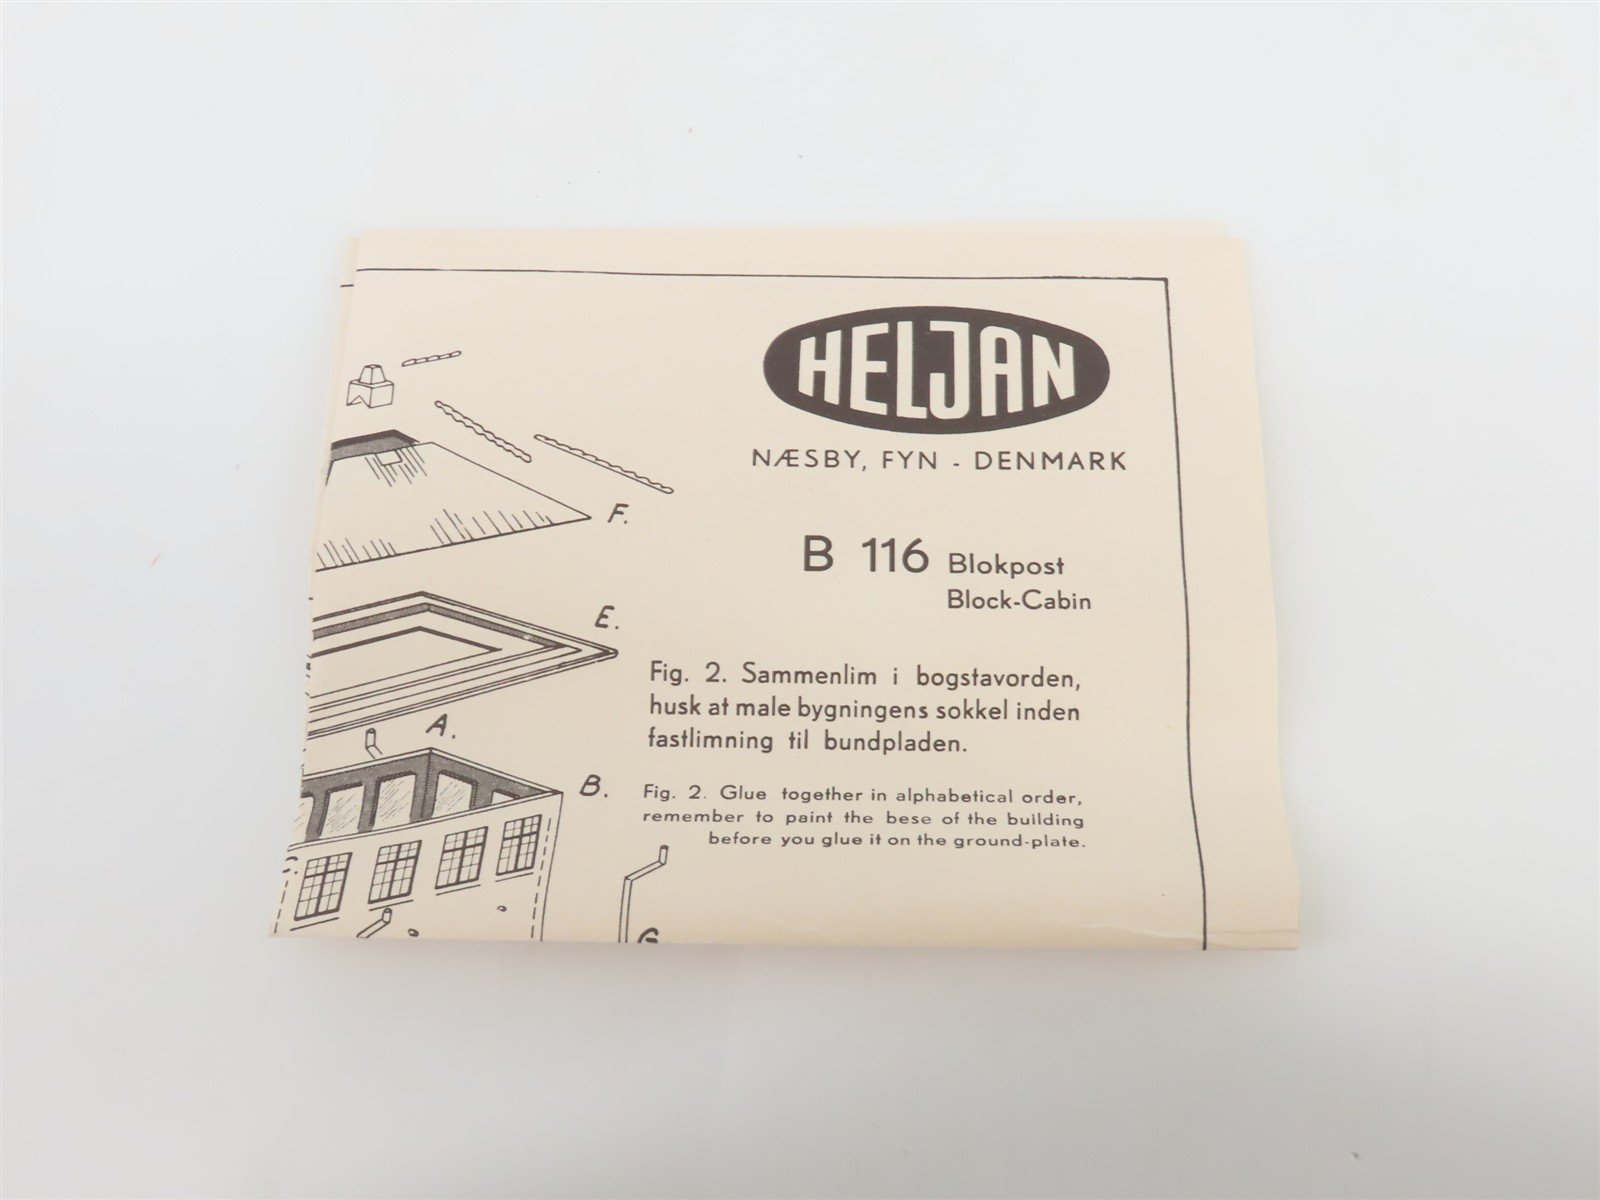 HELJAN
NÆSBY, FYN - DENMARK
B 116 Blokpost
Block-Cabin
F.
E.
A.
B.
Fig. 2. Sammenlim i bogstavorden,
husk at male bygningens sokkel inden
fastlimning til bundpladen.
Fig. 2. Glue together in alphabetical order,
remember to paint the bese of the building
before you glue it on the ground-plate.